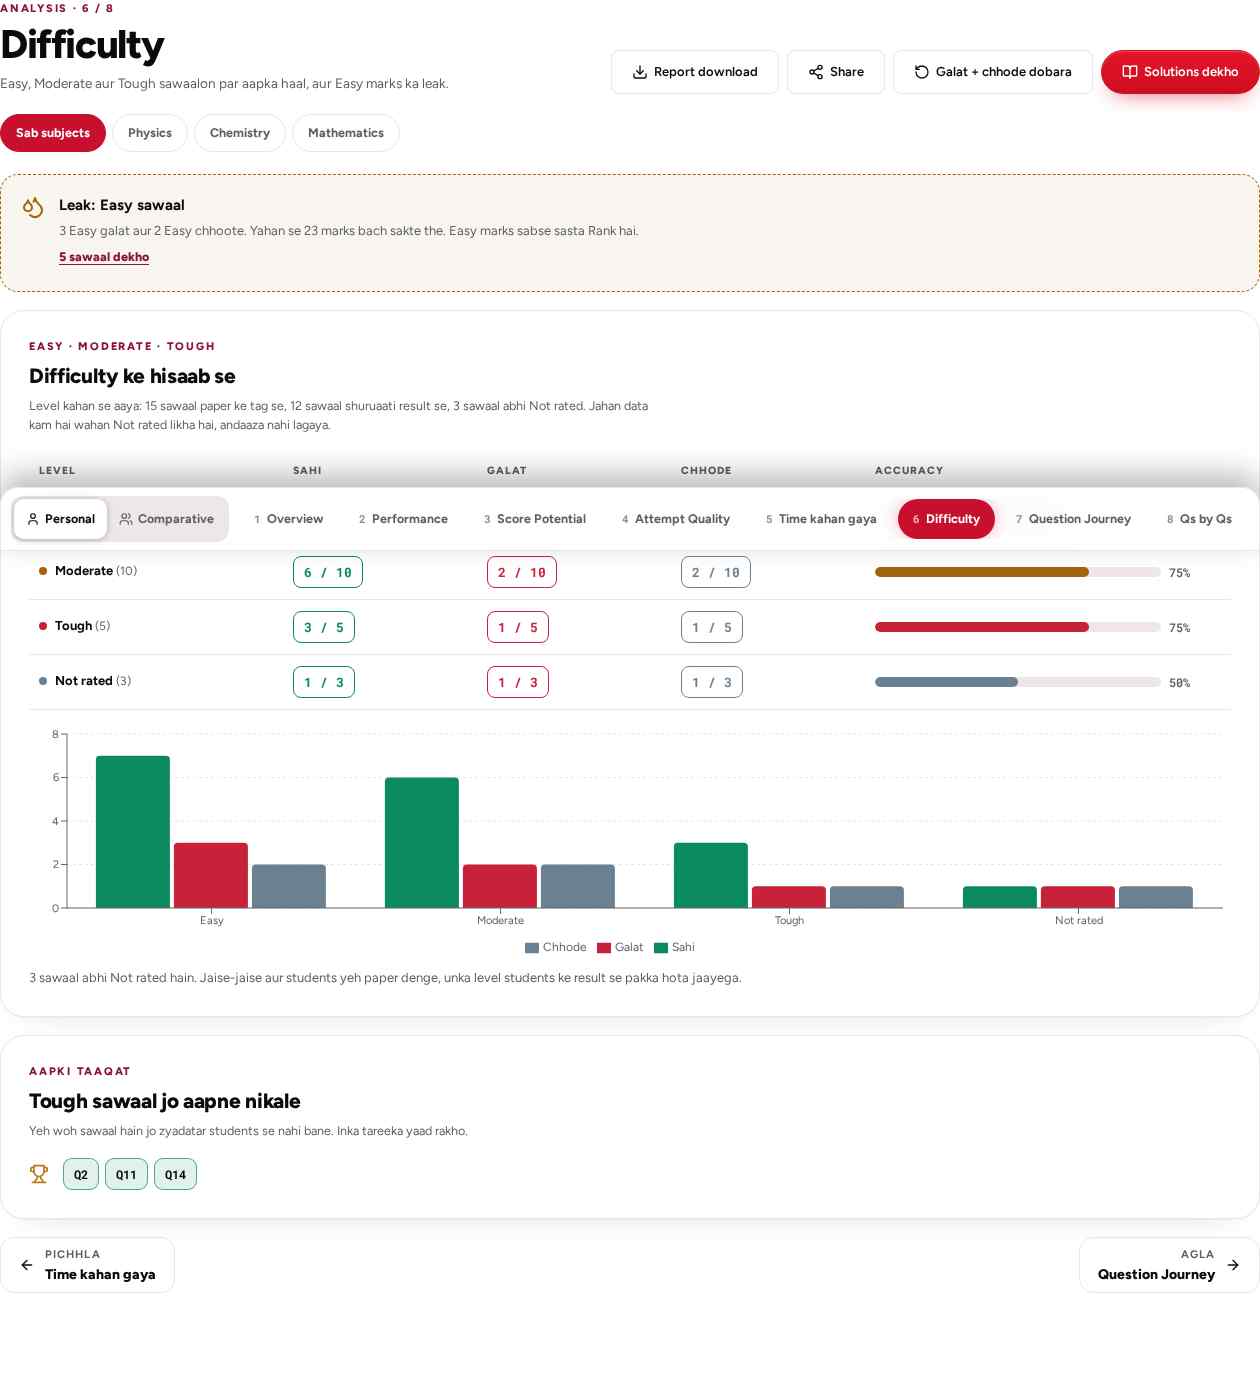 ANALYSIS · 6 / 8
Difficulty
Easy, Moderate aur Tough sawaalon par aapka haal, aur Easy marks ka leak.
Report download
Share
Galat + chhode dobara
Solutions dekho
Sab subjects
Physics
Chemistry
Mathematics
Leak: Easy sawaal
3 Easy galat aur 2 Easy chhoote. Yahan se 23 marks bach sakte the. Easy marks sabse sasta Rank hai.
5 sawaal dekho
EASY · MODERATE · TOUGH
Difficulty ke hisaab se
Level kahan se aaya: 15 sawaal paper ke tag se, 12 sawaal shuruaati result se, 3 sawaal abhi Not rated. Jahan data
kam hai wahan Not rated likha hai, andaaza nahi lagaya.
LEVEL SAHI GALAT CHHODE ACCURACY
Personal
Comparative
1 Overview
2 Performance
3 Score Potential
4 Attempt Quality
5 Time kahan gaya
6 Difficulty
7 Question Journey
8 Qs by Qs
Moderate (10) 6 / 10 2 / 10 2 / 10 75%
Tough (5) 3 / 5 1 / 5 1 / 5 75%
Not rated (3) 1 / 3 1 / 3 1 / 3 50%
8
6
4
2
0
Easy Moderate Tough Not rated
Chhode Galat Sahi
3 sawaal abhi Not rated hain. Jaise-jaise aur students yeh paper denge, unka level students ke result se pakka hota jaayega.
AAPKI TAAQAT
Tough sawaal jo aapne nikale
Yeh woh sawaal hain jo zyadatar students se nahi bane. Inka tareeka yaad rakho.
Q2 Q11 Q14
PICHHLA
Time kahan gaya
AGLA
Question Journey